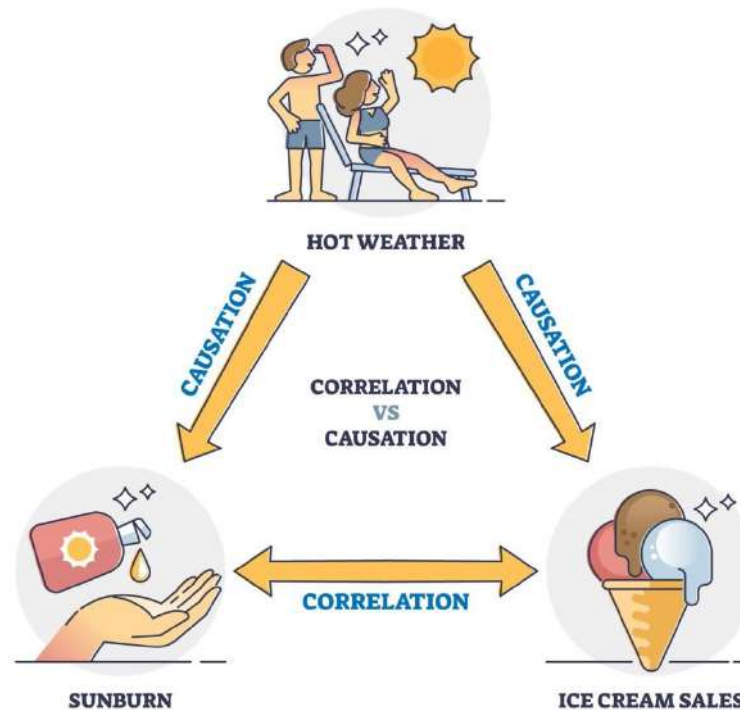 HOT WEATHER
CAUSATION
CAUSATION
CORRELATION
VS
CAUSATION
CORRELATION
SUNBURN
ICE CREAM SALES